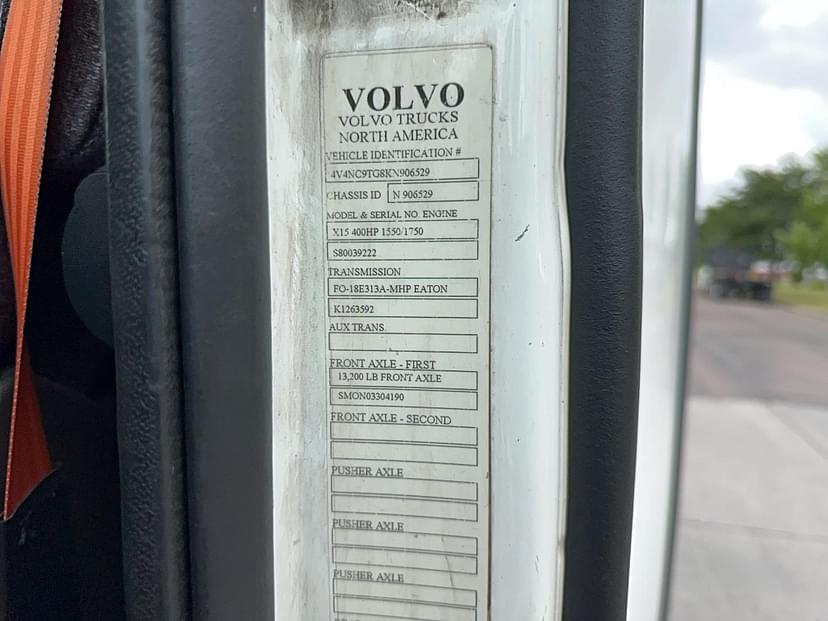 VOLVO
VOLVO TRUCKS
NORTH AMERICA
VEHICLE IDENTIFICATION #
4V4NC9TG8KN906529
CHASSIS ID N 906529
MODEL & SERIAL NO. ENGINE
X15 400HP 1550/1750
S80039222
TRANSMISSION
FO-18E313A-MHP EATON
K1263592
AUX TRANS.
FRONT AXLE - FIRST
13,200 LB FRONT AXLE
SMON03304190
FRONT AXLE - SECOND
PUSHER AXLE
PUSHER AXLE
PUSHER AXLE